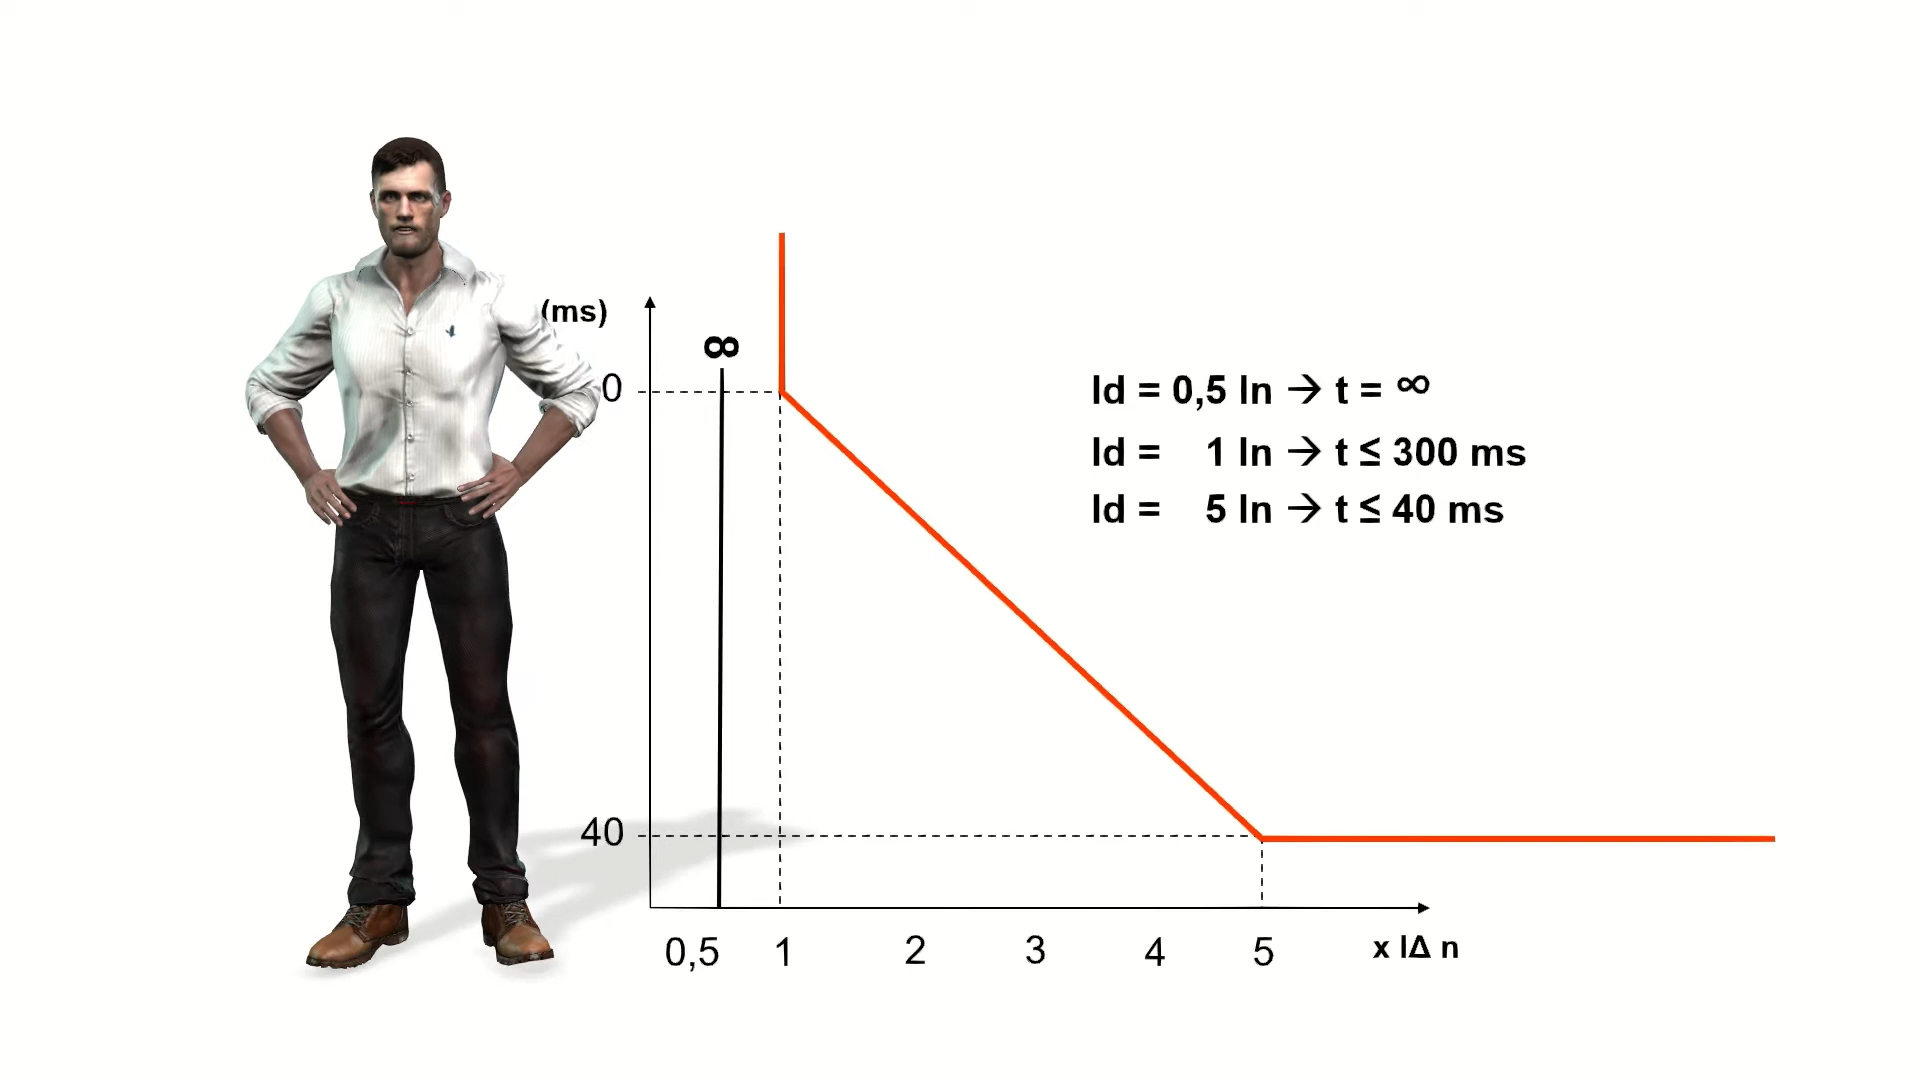 (ms)
∞
0
40
0,5 1 2 3 4 5 x IΔ n
Id = 0,5 In → t = ∞
Id = 1 In → t ≤ 300 ms
Id = 5 In → t ≤ 40 ms